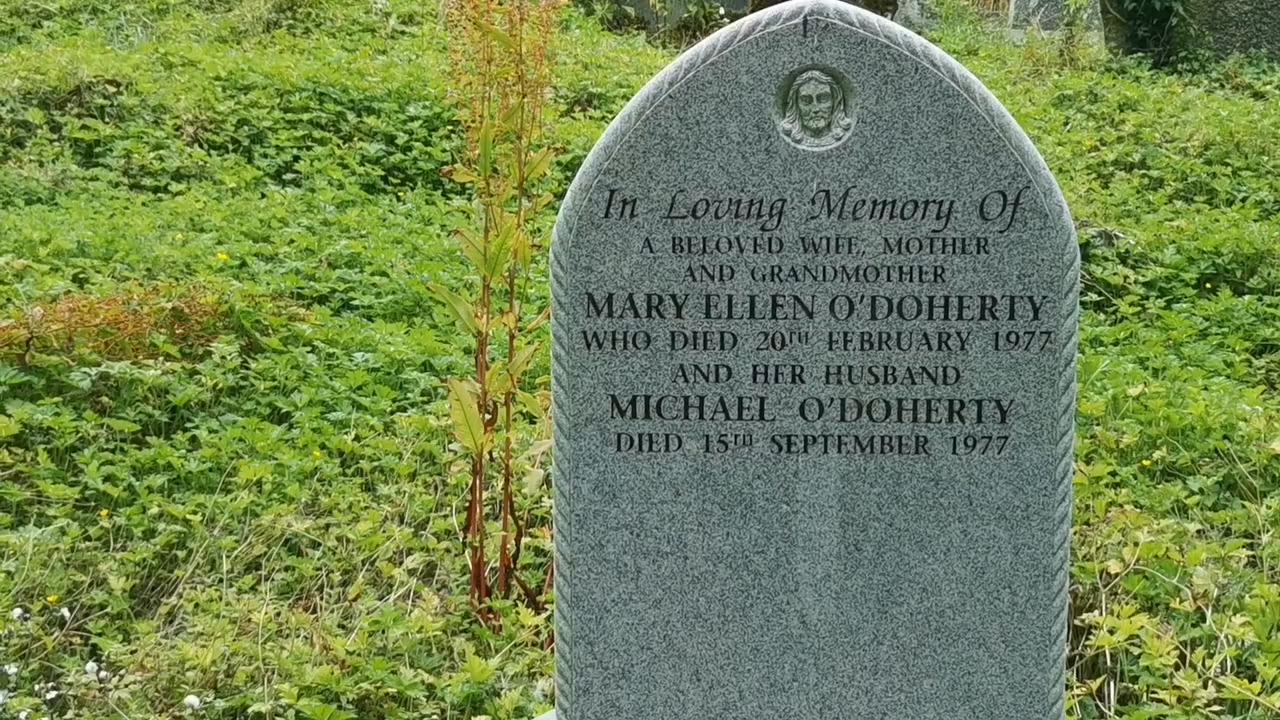 In Loving Memory Of
A BELOVED WIFE, MOTHER
AND GRANDMOTHER
MARY ELLEN O'DOHERTY
WHO DIED 20TH FEBRUARY 1977
AND HER HUSBAND
MICHAEL O'DOHERTY
DIED 15TH SEPTEMBER 1977